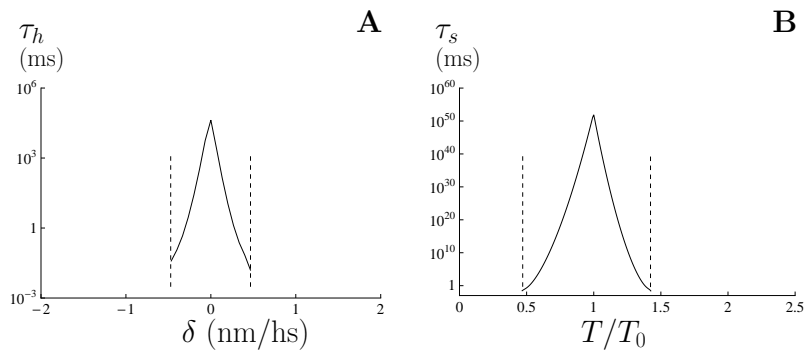 τ_h
(ms)
A
10^6
10^3
1
10^−3
−2 −1 0 1 2
δ (nm/hs)
τ_s
(ms)
B
10^60
10^50
10^40
10^30
10^20
10^10
1
0 0.5 1 1.5 2 2.5
T/T_0